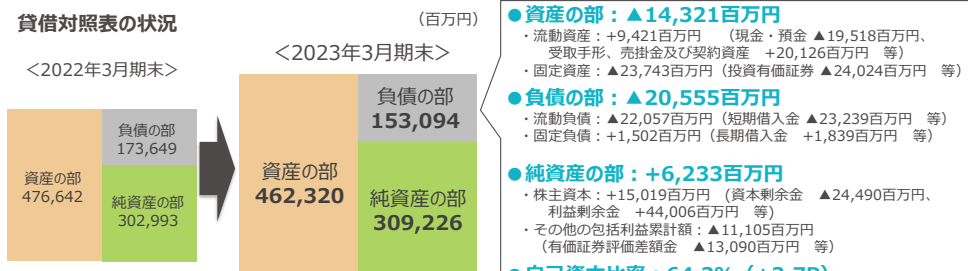 貸借対照表の状況
（百万円）
＜2022年3月期末＞
資産の部
476,642
負債の部
173,649
純資産の部
302,993
＜2023年3月期末＞
資産の部
462,320
負債の部
153,094
純資産の部
309,226
●資産の部：▲14,321百万円
・流動資産：+9,421百万円　（現金・預金 ▲19,518百万円、
受取手形、売掛金及び契約資産　+20,126百万円　等）
・固定資産：▲23,743百万円（投資有価証券 ▲24,024百万円　等）
●負債の部：▲20,555百万円
・流動負債：▲22,057百万円（短期借入金 ▲23,239百万円　等）
・固定負債：+1,502百万円（長期借入金　+1,839百万円　等）
●純資産の部：+6,233百万円
・株主資本：+15,019百万円　(資本剰余金　▲24,490百万円、
利益剰余金　+44,006百万円　等)
・その他の包括利益累計額：▲11,105百万円
（有価証券評価差額金　▲13,090百万円　等）
●自己資本比率：64.3%（+3.7P）